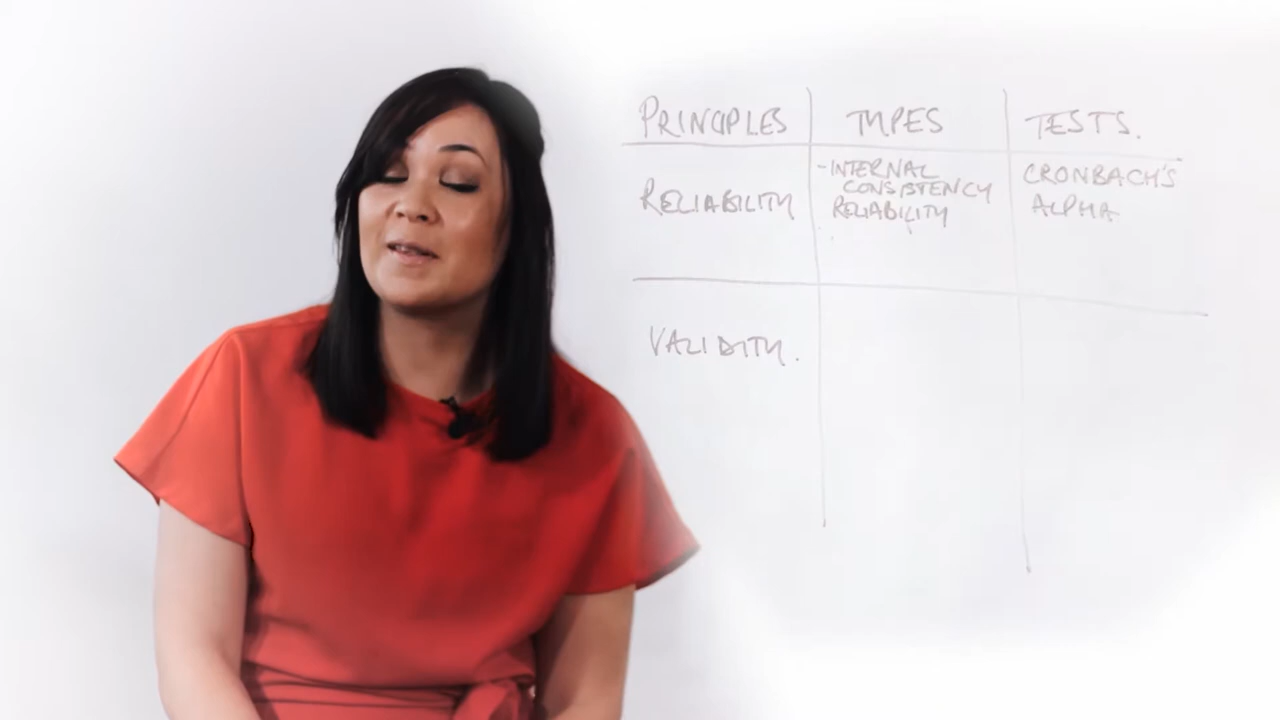 PRINCIPLES TYPES TESTS.
RELIABILITY
-INTERNAL
CONSISTENCY
RELIABILITY
CRONBACH'S
ALPHA
VALIDITY.